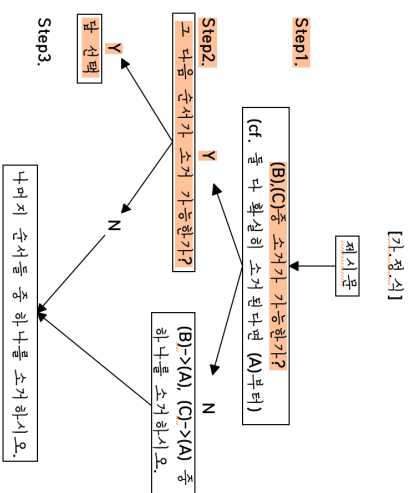 [가.정.식]
제시문
Step1.
(B),(C)중 소거가 가능한가?
(cf. 둘 다 확실히 소거된다면 (A)부터)
Y
N
Step2.
그 다음 순서가 소거 가능한가?
(B)->(A), (C)->(A) 중
하나를 소거하시오.
Y
N
답 선택
Step3.
나머지 순서들 중 하나를 소거하시오.